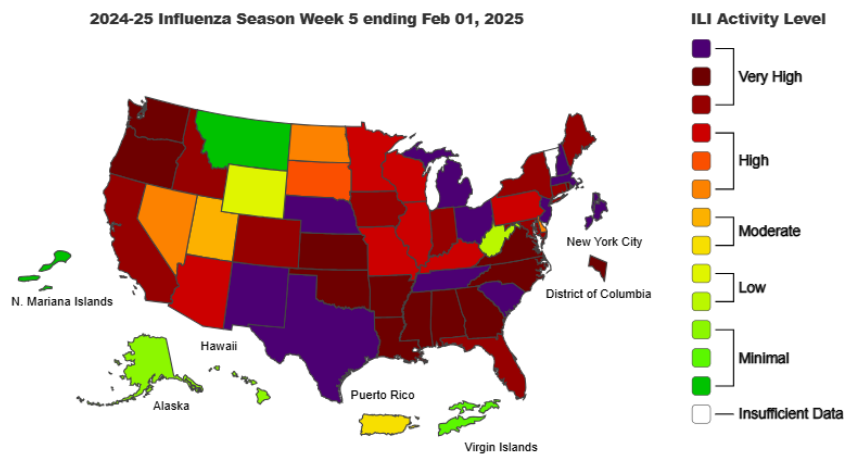 2024-25 Influenza Season Week 5 ending Feb 01, 2025
ILI Activity Level
Very High
High
Moderate
Low
Minimal
Insufficient Data
New York City
District of Columbia
N. Mariana Islands
Hawaii
Alaska
Puerto Rico
Virgin Islands